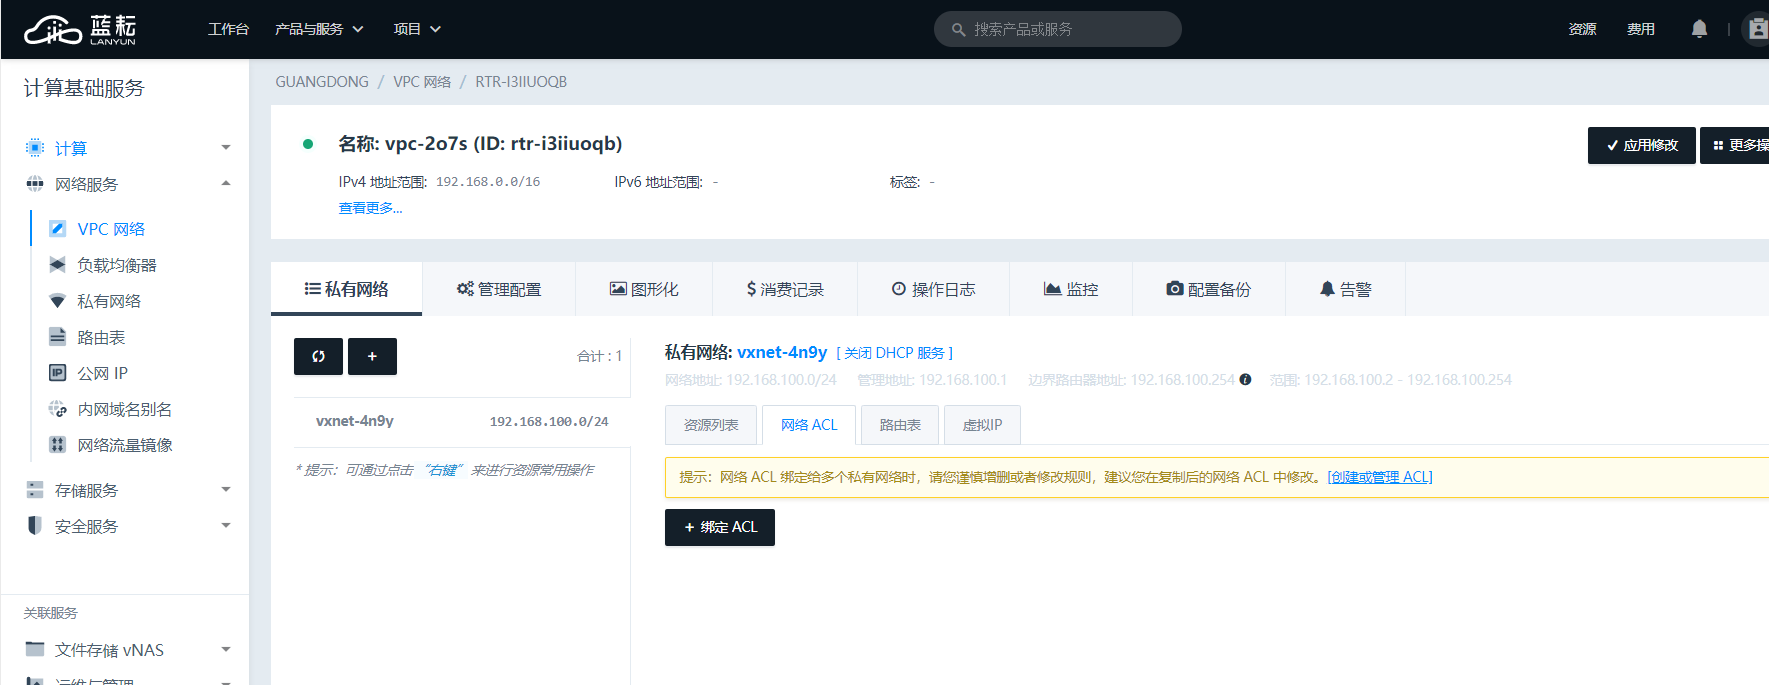 蓝耘
LANYUN
工作台 产品与服务 项目
搜索产品或服务
资源 费用
计算基础服务
计算
网络服务
VPC 网络
负载均衡器
私有网络
路由表
公网 IP
内网域名别名
网络流量镜像
存储服务
安全服务
关联服务
文件存储 vNAS
运维与管理
GUANGDONG / VPC 网络 / RTR-I3IIUOQB
名称: vpc-2o7s (ID: rtr-i3iiuoqb)
应用修改 更多操
IPv4 地址范围: 192.168.0.0/16 IPv6 地址范围: - 标签: -
查看更多...
私有网络 管理配置 图形化 消费记录 操作日志 监控 配置备份 告警
合计 : 1
vxnet-4n9y 192.168.100.0/24
* 提示：可通过点击 “右键” 来进行资源常用操作
私有网络: vxnet-4n9y [ 关闭 DHCP 服务 ]
网络地址: 192.168.100.0/24 管理地址: 192.168.100.1 边界路由器地址: 192.168.100.254 范围: 192.168.100.2 - 192.168.100.254
资源列表 网络 ACL 路由表 虚拟IP
提示：网络 ACL 绑定给多个私有网络时，请您谨慎增删或者修改规则，建议您在复制后的网络 ACL 中修改。[创建或管理 ACL]
+ 绑定 ACL